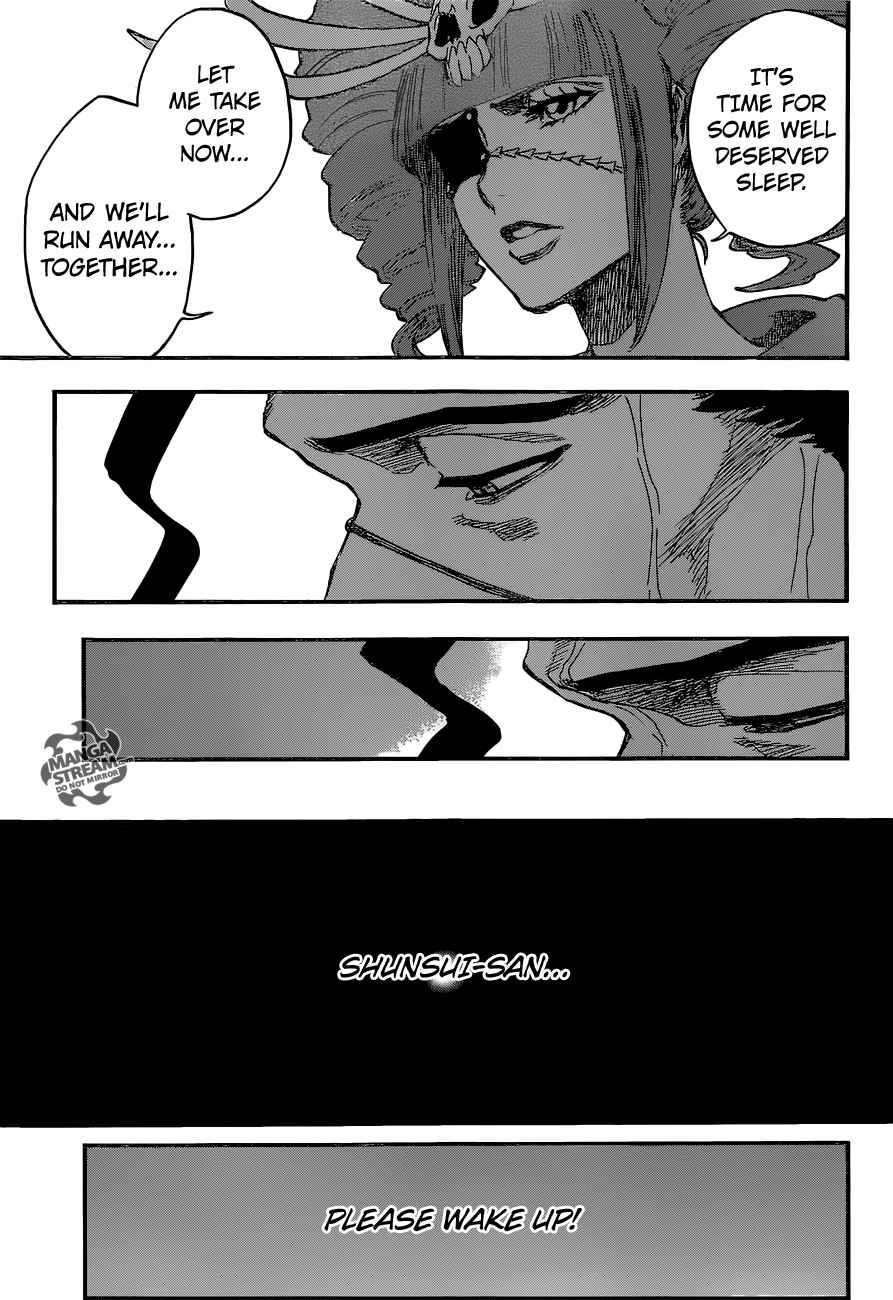 IT'S
TIME FOR
SOME WELL
DESERVED
SLEEP.
LET
ME TAKE
OVER
NOW...
AND WE'LL
RUN AWAY...
TOGETHER...
MANGA
STREAM
DO NOT MIRROR
SHUNSUI-SAN...
PLEASE WAKE UP!